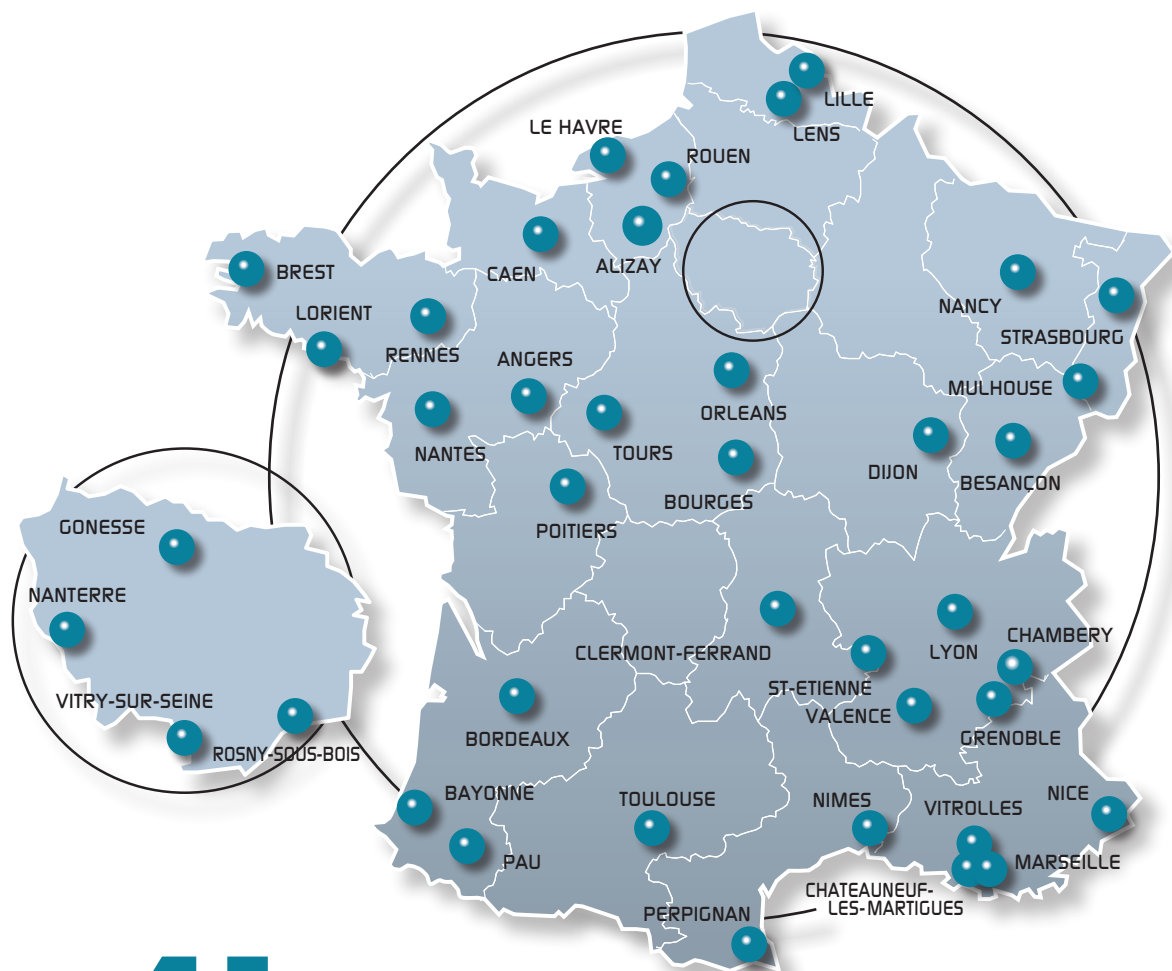 LILLE
LENS
LE HAVRE
ROUEN
ALIZAY
CAEN
BREST
LORIENT
RENNES
ANGERS
NANTES
TOURS
ORLEANS
NANCY
STRASBOURG
MULHOUSE
DIJON
BESANCON
BOURGES
POITIERS
GONESSE
NANTERRE
VITRY-SUR-SEINE
ROSNY-SOUS-BOIS
CLERMONT-FERRAND
LYON
CHAMBERY
ST-ETIENNE
VALENCE
GRENOBLE
BORDEAUX
BAYONNE
PAU
TOULOUSE
NIMES
VITROLLES
NICE
MARSEILLE
CHATEAUNEUF-
LES-MARTIGUES
PERPIGNAN